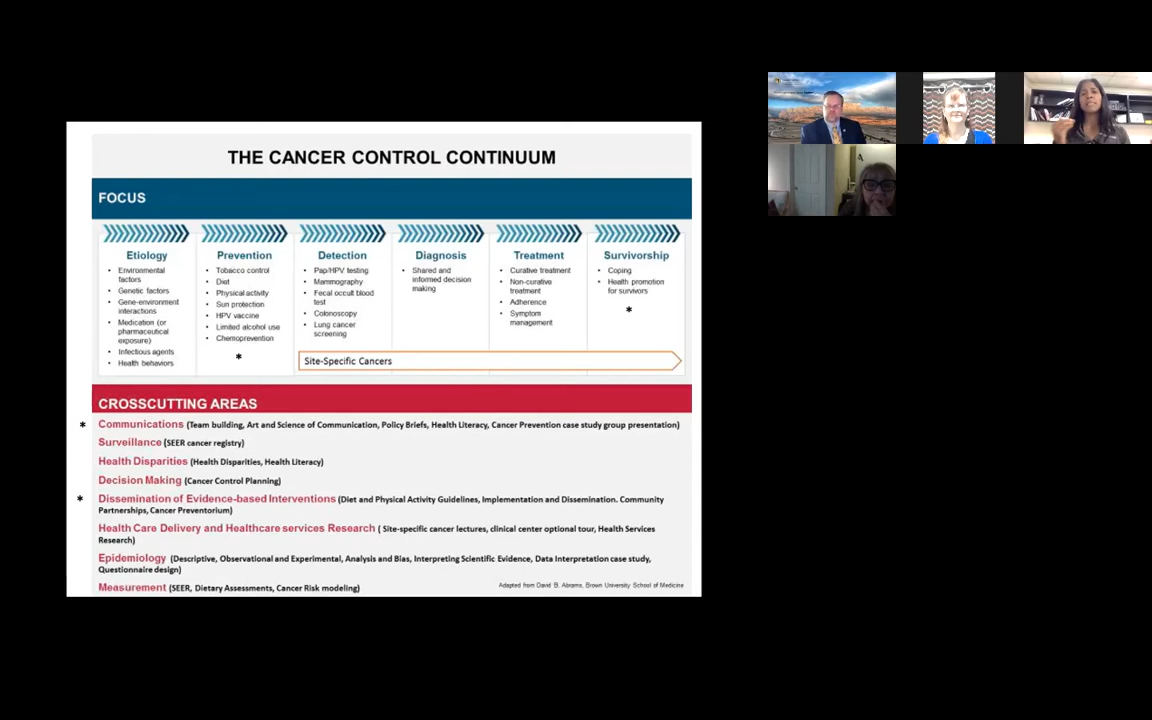 THE CANCER CONTROL CONTINUUM
FOCUS
Etiology
• Environmental
factors
• Genetic factors
• Gene-environment
interactions
• Medication (or
pharmaceutical
exposure)
• Infectious agents
• Health behaviors
Prevention
• Tobacco control
• Diet
• Physical activity
• Sun protection
• HPV vaccine
• Limited alcohol use
• Chemoprevention
*
Detection
• Pap/HPV testing
• Mammography
• Fecal occult blood
test
• Colonoscopy
• Lung cancer
screening
Diagnosis
• Shared and
informed decision
making
Treatment
• Curative treatment
• Non-curative
treatment
• Adherence
• Symptom
management
Survivorship
• Coping
• Health promotion
for survivors
*
Site-Specific Cancers
CROSSCUTTING AREAS
* Communications (Team building, Art and Science of Communication, Policy Briefs, Health Literacy, Cancer Prevention case study group presentation)
Surveillance (SEER cancer registry)
Health Disparities (Health Disparities, Health Literacy)
Decision Making (Cancer Control Planning)
* Dissemination of Evidence-based Interventions (Diet and Physical Activity Guidelines, Implementation and Dissemination. Community
Partnerships, Cancer Preventorium)
Health Care Delivery and Healthcare services Research ( Site-specific cancer lectures, clinical center optional tour, Health Services
Research)
Epidemiology (Descriptive, Observational and Experimental, Analysis and Bias, Interpreting Scientific Evidence, Data Interpretation case study,
Questionnaire design)
Measurement (SEER, Dietary Assessments, Cancer Risk modeling)
Adapted from David B. Abrams, Brown University School of Medicine